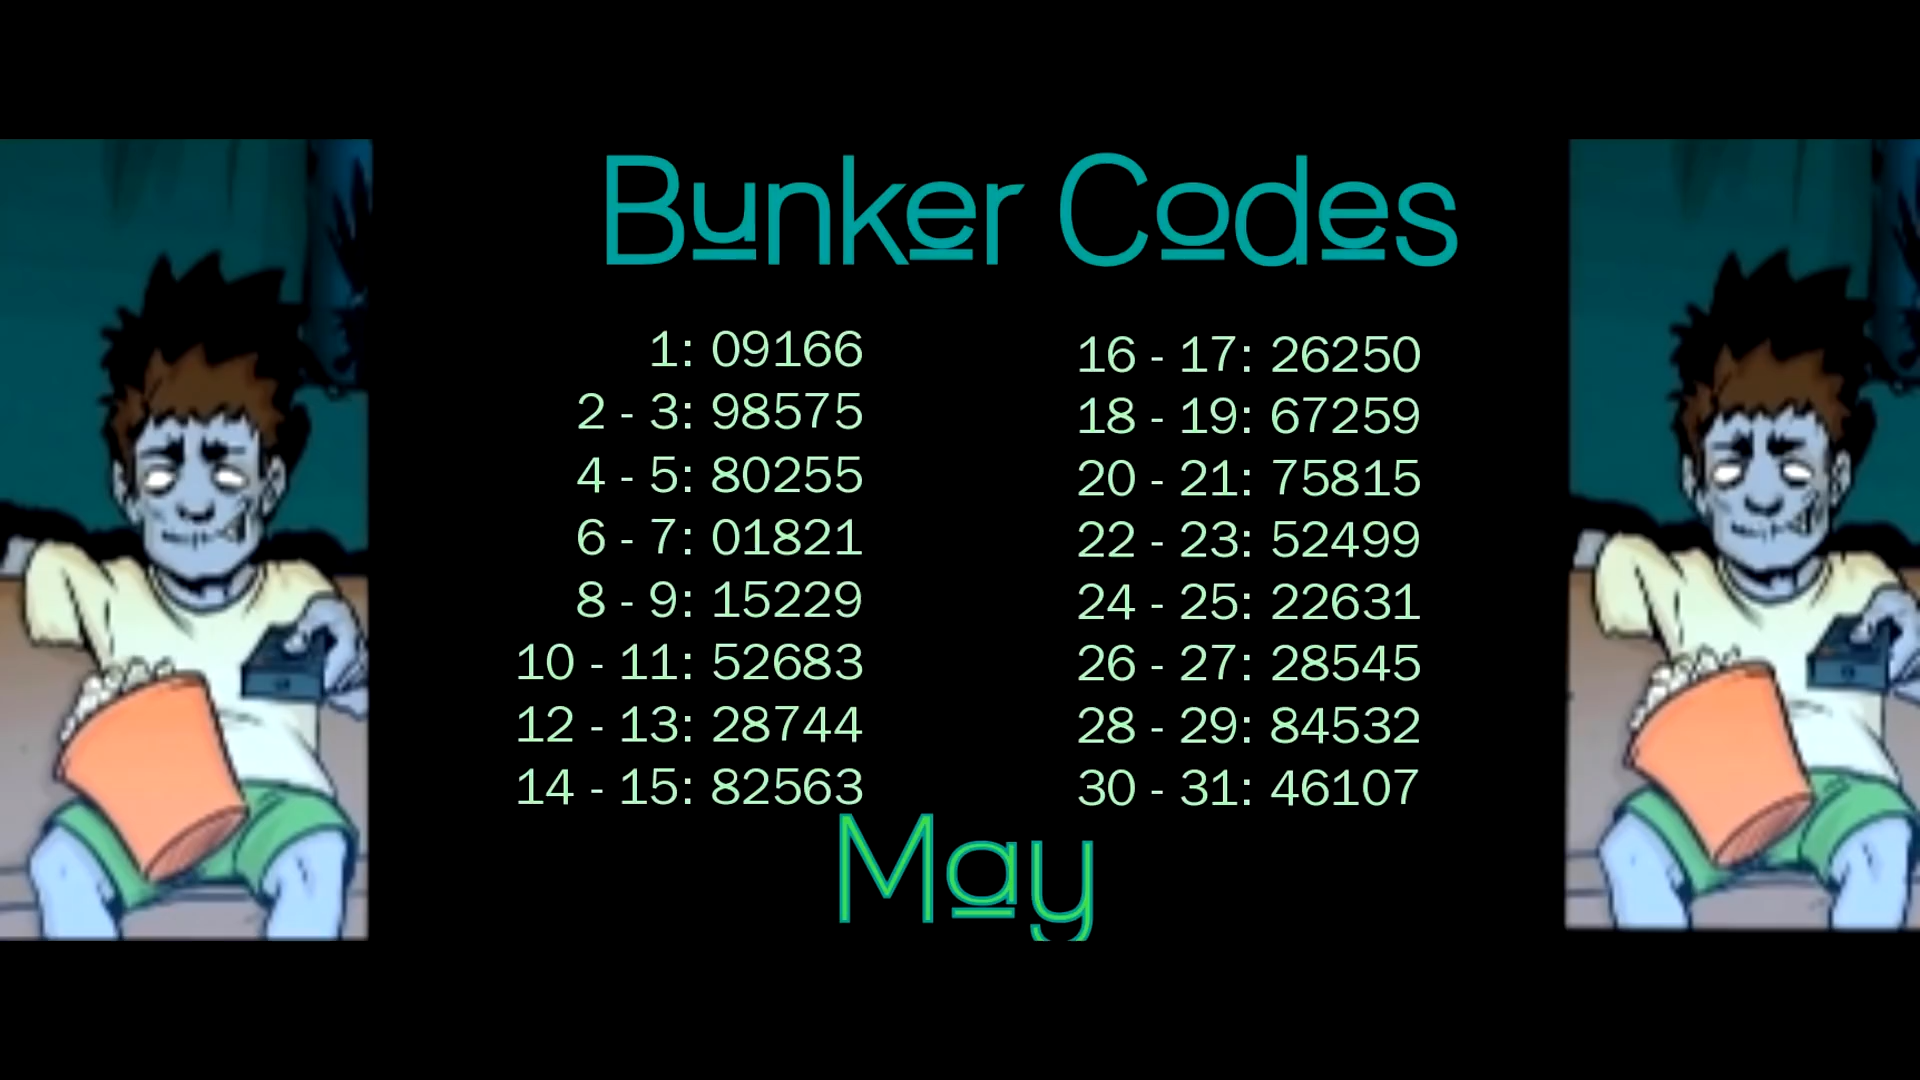 Bunker Codes
1: 09166
2 - 3: 98575
4 - 5: 80255
6 - 7: 01821
8 - 9: 15229
10 - 11: 52683
12 - 13: 28744
14 - 15: 82563
16 - 17: 26250
18 - 19: 67259
20 - 21: 75815
22 - 23: 52499
24 - 25: 22631
26 - 27: 28545
28 - 29: 84532
30 - 31: 46107
May